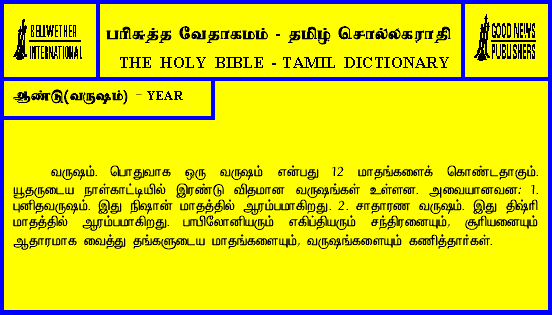 BELLWETHER
INTERNATIONAL
பரிசுத்த வேதாகமம் - தமிழ் சொல்லகராதி
THE HOLY BIBLE - TAMIL DICTIONARY
GOOD NEWS
PUBLISHERS
ஆண்டு(வருஷம்) - YEAR
வருஷம். பொதுவாக ஒரு வருஷம் என்பது 12 மாதங்களைக் கொண்டதாகும்.
யூதருடைய நாள்காட்டியில் இரண்டு விதமான வருஷங்கள் உள்ளன. அவையானவன: 1.
புனிதவருஷம். இது நிஷான் மாதத்தில் ஆரம்பமாகிறது. 2. சாதாரண வருஷம். இது திஷ்ரி
மாதத்தில் ஆரம்பமாகிறது. பாபிலோனியரும் எகிப்தியரும் சந்திரனையும், சூரியனையும்
ஆதாரமாக வைத்து தங்களுடைய மாதங்களையும், வருஷங்களையும் கணித்தார்கள்.